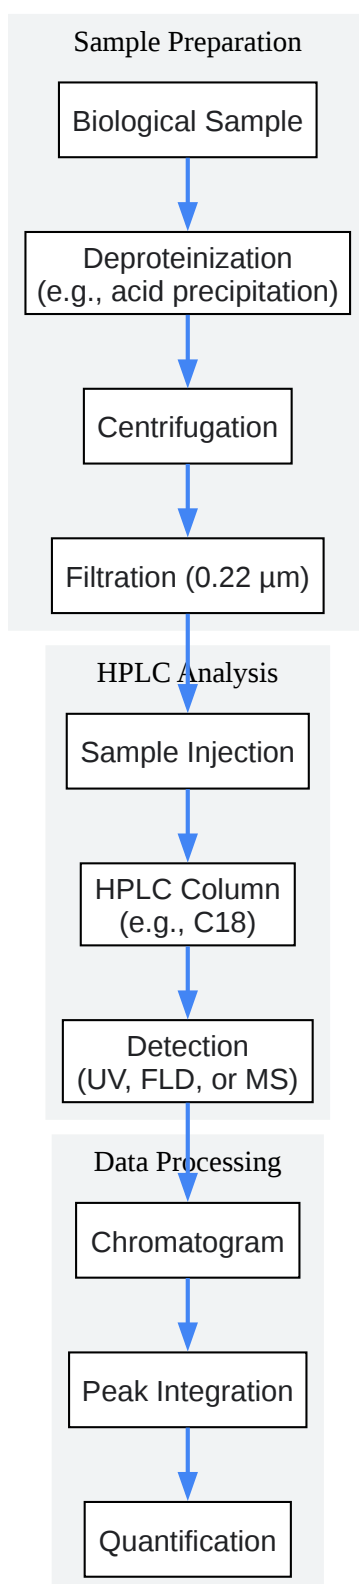 Sample Preparation
Biological Sample
Deproteinization
(e.g., acid precipitation)
Centrifugation
Filtration (0.22 µm)
HPLC Analysis
Sample Injection
HPLC Column
(e.g., C18)
Detection
(UV, FLD, or MS)
Data Processing
Chromatogram
Peak Integration
Quantification